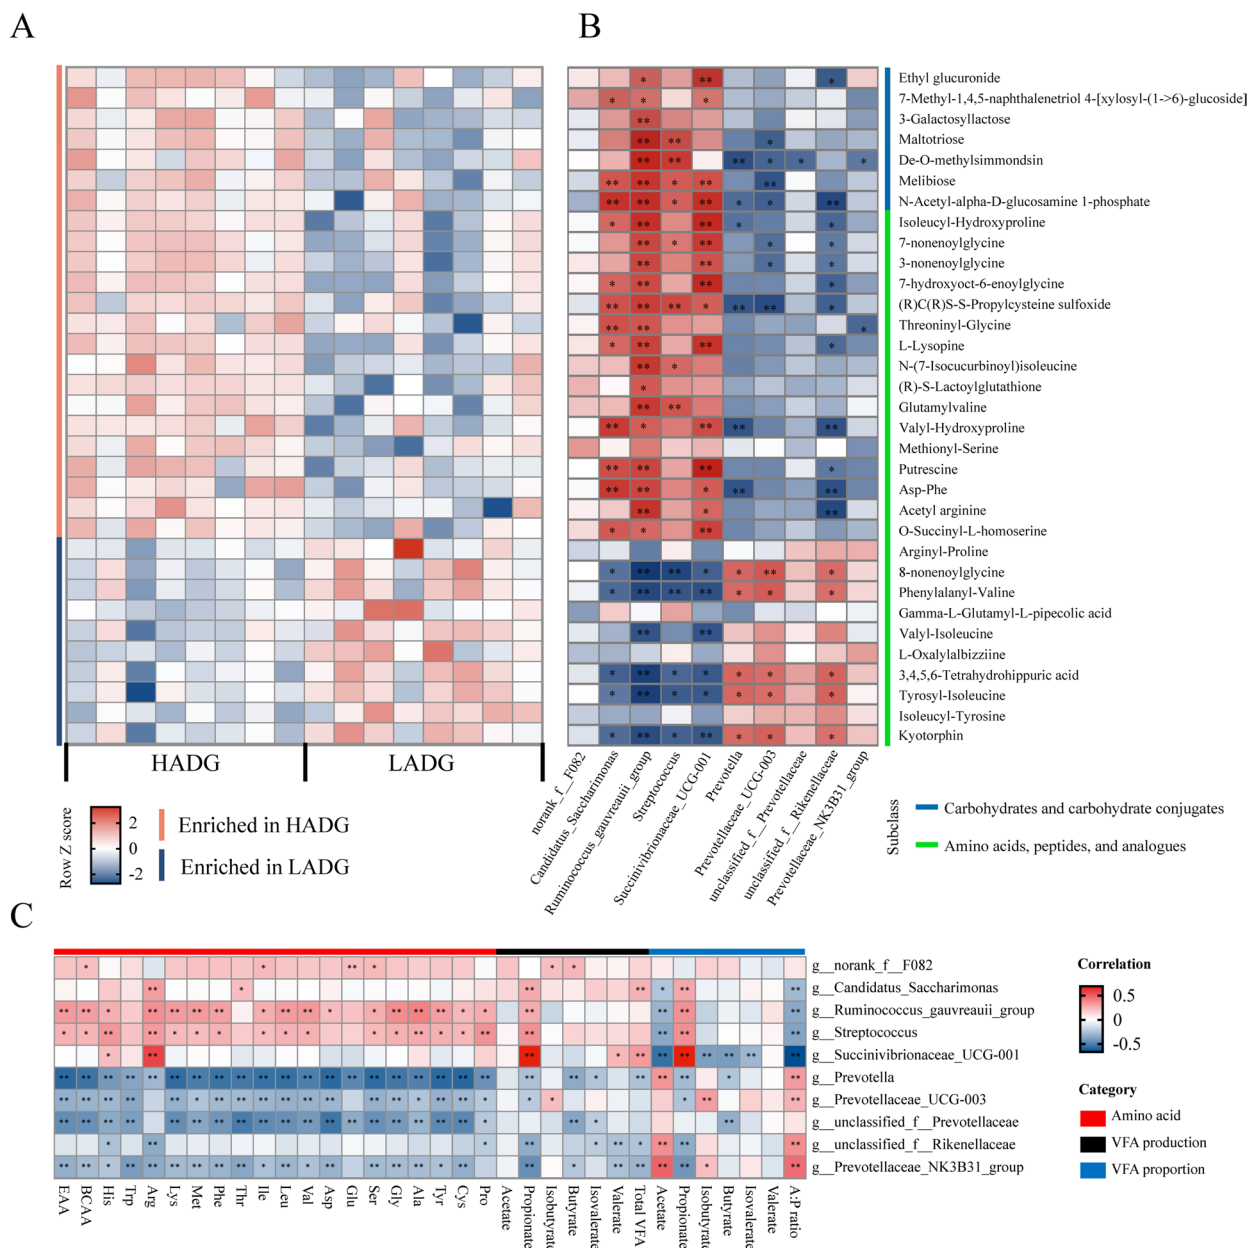 A
B
Ethyl glucuronide
7-Methyl-1,4,5-naphthalenetriol 4-[xylosyl-(1->6)-glucoside]
3-Galactosyllactose
Maltotriose
De-O-methylsimmondsin
Melibiose
N-Acetyl-alpha-D-glucosamine 1-phosphate
Isoleucyl-Hydroxyproline
7-nonenoylglycine
3-nonenoylglycine
7-hydroxyoct-6-enoylglycine
(R)C(R)S-S-Propylcysteine sulfoxide
Threoninyl-Glycine
L-Lysopine
N-(7-Isocucurbinoyl)isoleucine
(R)-S-Lactoylglutathione
Glutamylvaline
Valyl-Hydroxyproline
Methionyl-Serine
Putrescine
Asp-Phe
Acetyl arginine
O-Succinyl-L-homoserine
Arginyl-Proline
8-nonenoylglycine
Phenylalanyl-Valine
Gamma-L-Glutamyl-L-pipecolic acid
Valyl-Isoleucine
L-Oxalylalbizziine
3,4,5,6-Tetrahydrohippuric acid
Tyrosyl-Isoleucine
Isoleucyl-Tyrosine
Kyotorphin
HADG
LADG
norank_f__F082
Candidatus_Saccharimonas
Ruminococcus_gauvreauii_group
Streptococcus
Succinivibrionaceae_UCG-001
Prevotella
Prevotellaceae_UCG-003
unclassified_f__Prevotellaceae
unclassified_f__Rikenellaceae
Prevotellaceae_NK3B31_group
Row Z score
2
0
-2
Enriched in HADG
Enriched in LADG
Subclass
Carbohydrates and carbohydrate conjugates
Amino acids, peptides, and analogues
C
g__norank_f__F082
g__Candidatus_Saccharimonas
g__Ruminococcus_gauvreauii_group
g__Streptococcus
g__Succinivibrionaceae_UCG-001
g__Prevotella
g__Prevotellaceae_UCG-003
g__unclassified_f__Prevotellaceae
g__unclassified_f__Rikenellaceae
g__Prevotellaceae_NK3B31_group
EAA
BCAA
His
Trp
Arg
Lys
Met
Phe
Thr
Ile
Leu
Val
Asp
Glu
Ser
Gly
Ala
Tyr
Cys
Pro
Acetate
Propionate
Isobutyrate
Butyrate
Isovalerate
Valerate
Total VFA
Acetate
Propionate
Isobutyrate
Butyrate
Isovalerate
Valerate
A:P ratio
Correlation
0.5
0
-0.5
Category
Amino acid
VFA production
VFA proportion